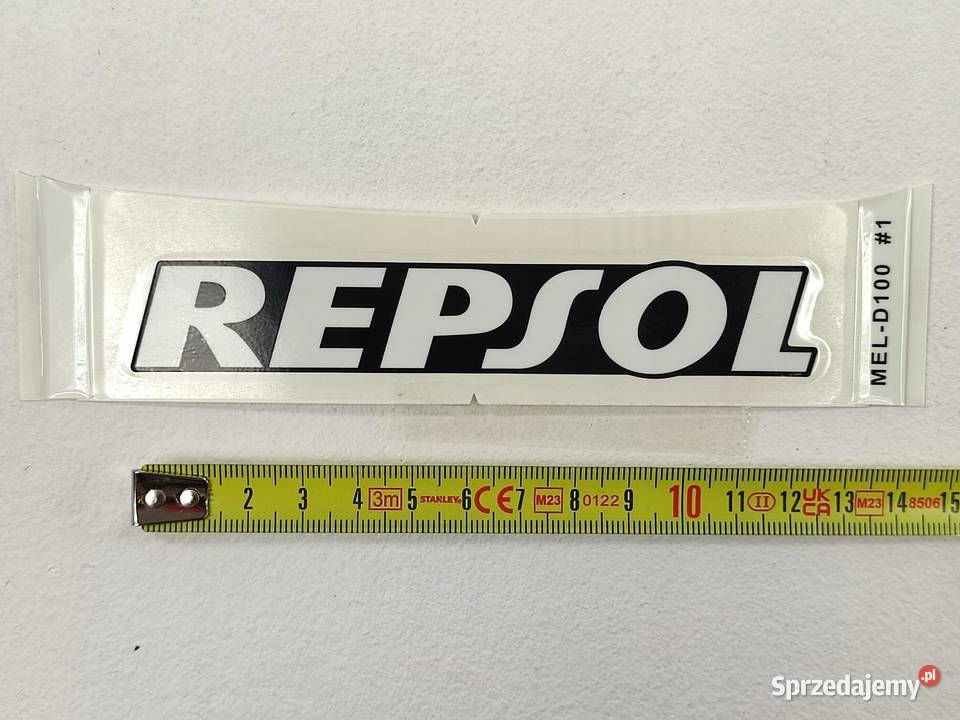 REPSOL
MEL-D100 #1
2 3 4 3m 5 STANLEY® 6 CE 7 M23 8 0122 9 10 11 II 12 UK CA 13 M23 14 8506 15
Sprzedajemy.pl